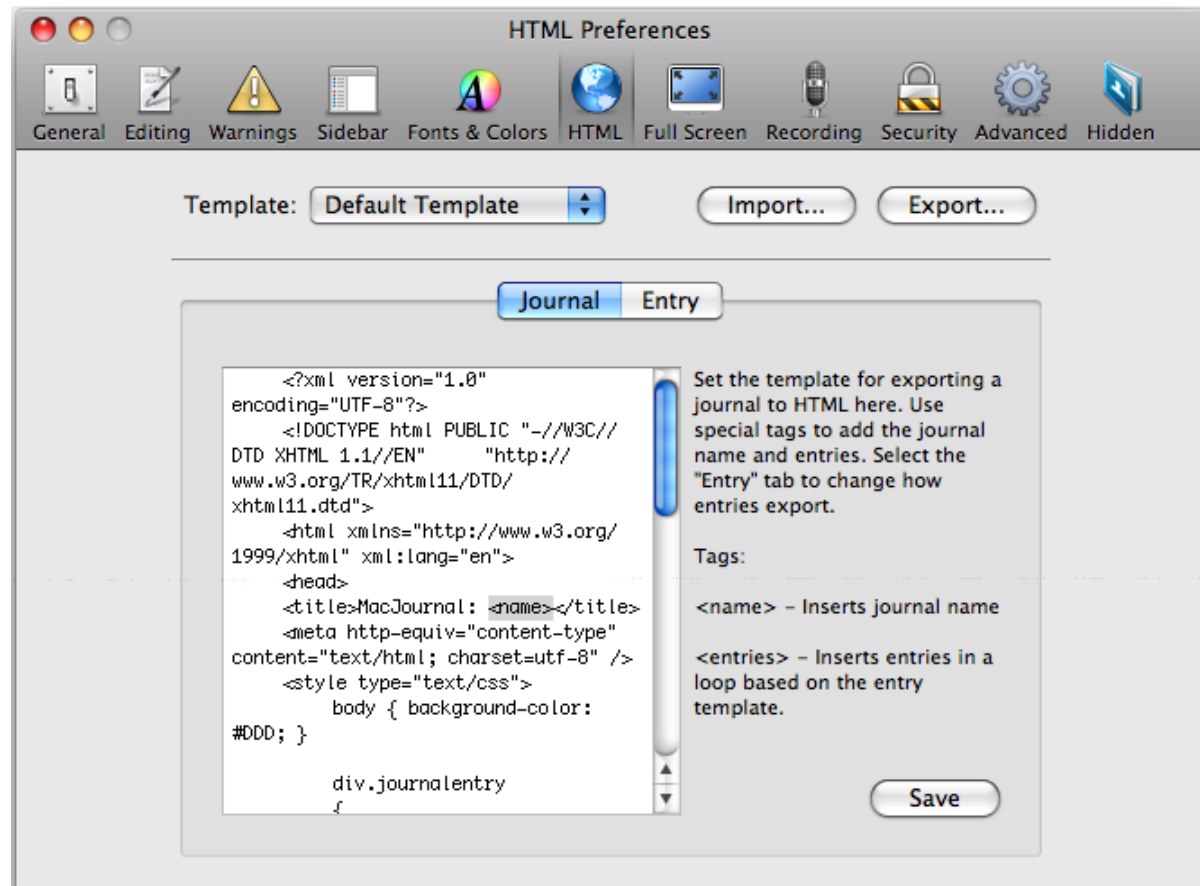 HTML Preferences
General Editing Warnings Sidebar Fonts & Colors HTML Full Screen Recording Security Advanced Hidden
Template: Default Template Import... Export...
Journal Entry
<?xml version="1.0"
encoding="UTF-8"?>
<!DOCTYPE html PUBLIC "-//W3C//
DTD XHTML 1.1//EN" "http://
www.w3.org/TR/xhtml11/DTD/
xhtml11.dtd">
<html xmlns="http://www.w3.org/
1999/xhtml" xml:lang="en">
<head>
<title>MacJournal: <name></title>
<meta http-equiv="content-type"
content="text/html; charset=utf-8" />
<style type="text/css">
body { background-color:
#DDD; }
div.journalentry
{
Set the template for exporting a
journal to HTML here. Use
special tags to add the journal
name and entries. Select the
"Entry" tab to change how
entries export.
Tags:
<name> – Inserts journal name
<entries> – Inserts entries in a
loop based on the entry
template.
Save